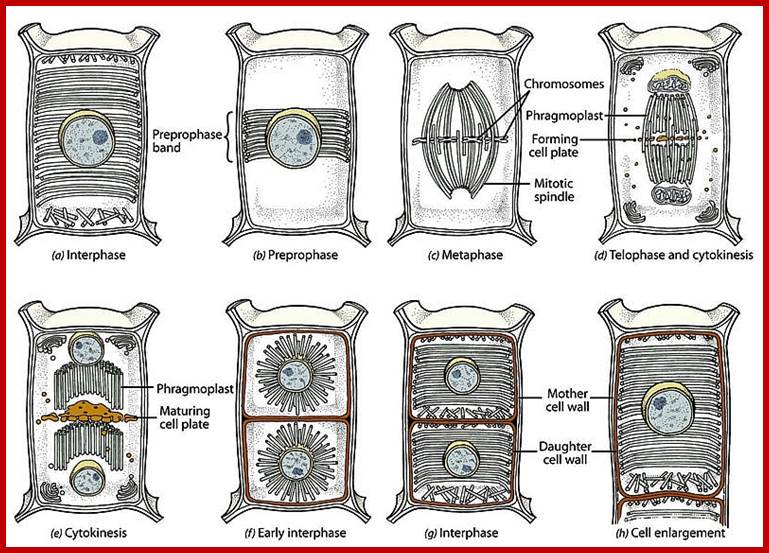 Preprophase
band
Chromosomes
Phragmoplast
Forming
cell plate
Mitotic
spindle
(a) Interphase
(b) Preprophase
(c) Metaphase
(d) Telophase and cytokinesis
Phragmoplast
Maturing
cell plate
Mother
cell wall
Daughter
cell wall
(e) Cytokinesis
(f) Early interphase
(g) Interphase
(h) Cell enlargement